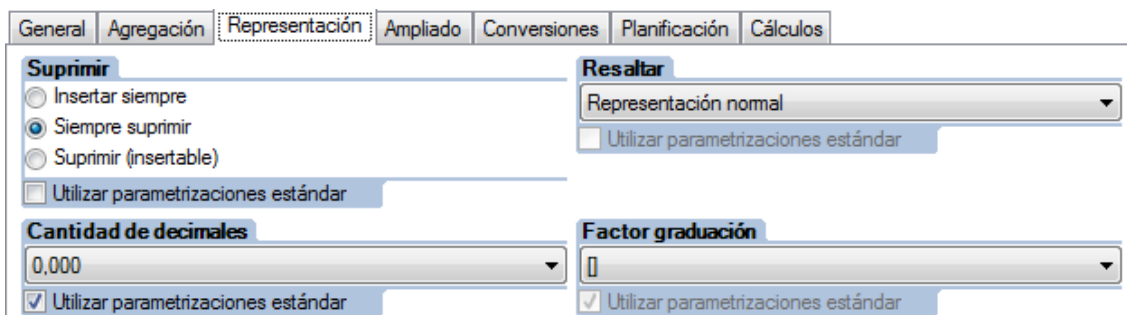 General Agregación Representación Ampliado Conversiones Planificación Cálculos
Suprimir
Insertar siempre
Siempre suprimir
Suprimir (insertable)
Utilizar parametrizaciones estándar
Resaltar
Representación normal
Utilizar parametrizaciones estándar
Cantidad de decimales
0,000
Utilizar parametrizaciones estándar
Factor graduación
[]
Utilizar parametrizaciones estándar